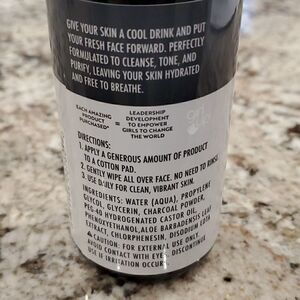 GIVE YOUR SKIN A COOL DRINK AND PUT
YOUR FRESH FACE FORWARD. PERFECTLY
FORMULATED TO CLEANSE, TONE, AND
PURIFY, LEAVING YOUR SKIN HYDRATED
AND FREE TO BREATHE.
EACH AMAZING
PRODUCT
PURCHASED*
=
LEADERSHIP
DEVELOPMENT
TO EMPOWER
GIRLS TO CHANGE
THE WORLD
DIRECTIONS:
1. APPLY A GENEROUS AMOUNT OF PRODUCT
TO A COTTON PAD.
2. GENTLY WIPE ALL OVER FACE. NO NEED TO RINSE.
3. USE DAILY FOR CLEAN, VIBRANT SKIN.
INGREDIENTS: WATER (AQUA), PROPYLENE
GLYCOL, GLYCERIN, CHARCOAL POWDER,
PEG-40 HYDROGENATED CASTOR OIL,
PHENOXYETHANOL, ALOE BARBADENSIS LEAF
EXTRACT, CHLORPHENESIN, DISODIUM EDTA
CAUTION: FOR EXTERNAL USE ONLY.
AVOID CONTACT WITH EYES. DISCONTINUE
USE IF IRRITATION OCCURS